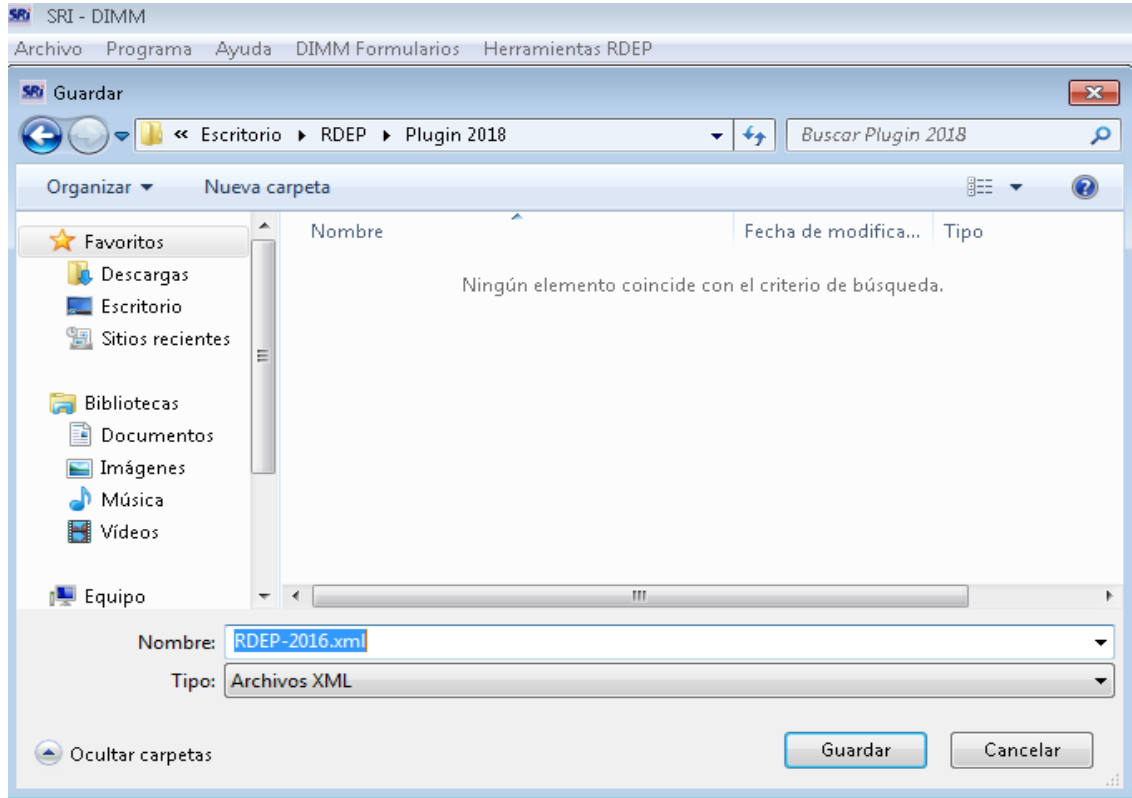 SRi SRI - DIMM
Archivo Programa Ayuda DIMM Formularios Herramientas RDEP
SRi Guardar
« Escritorio RDEP Plugin 2018 Buscar Plugin 2018
Organizar Nueva carpeta
Nombre Fecha de modifica... Tipo
Ningún elemento coincide con el criterio de búsqueda.
Favoritos
Descargas
Escritorio
Sitios recientes
Bibliotecas
Documentos
Imágenes
Música
Vídeos
Equipo
Nombre: RDEP-2016.xml
Tipo: Archivos XML
Ocultar carpetas Guardar Cancelar